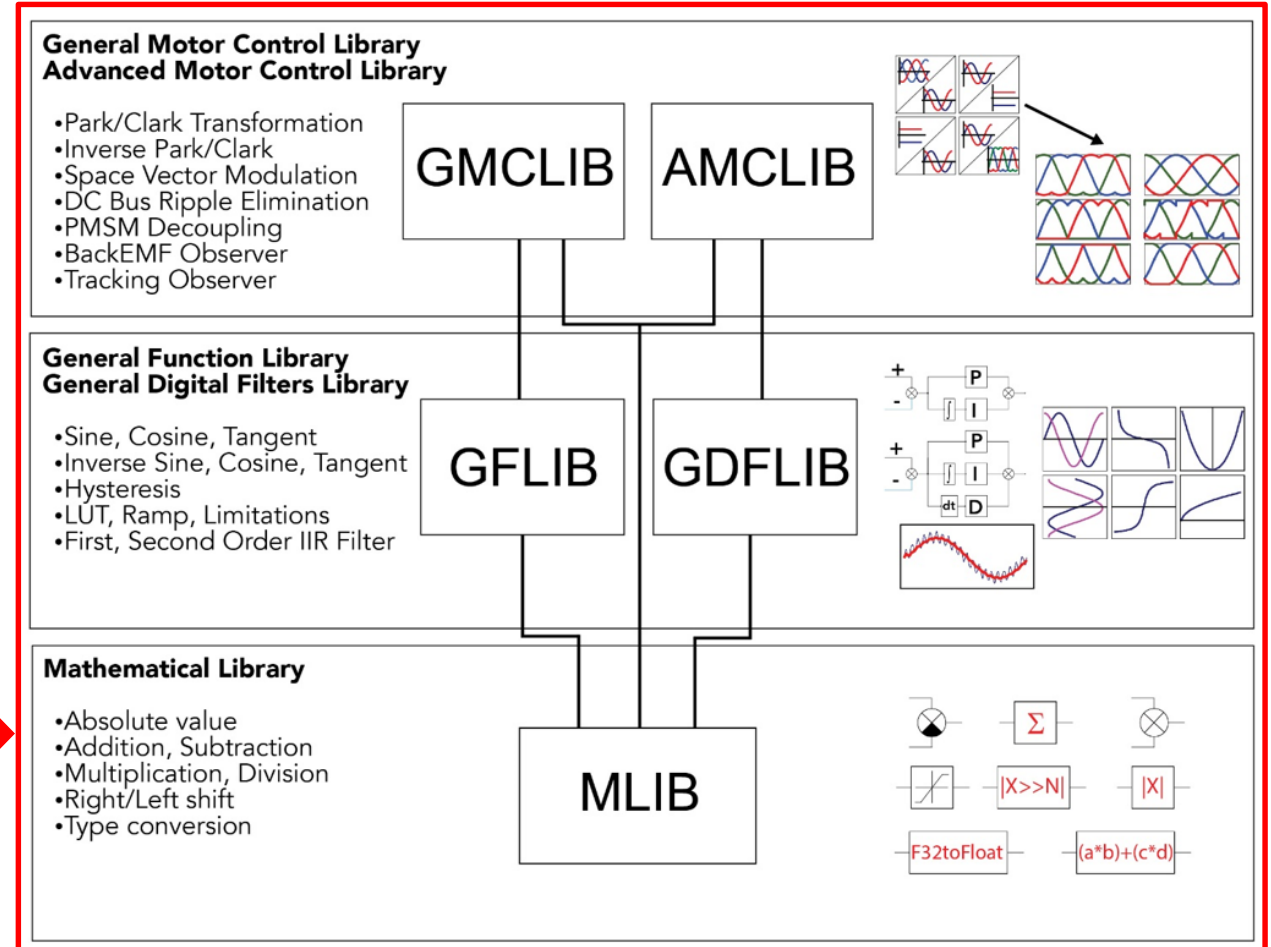 General Motor Control Library
Advanced Motor Control Library
•Park/Clark Transformation
•Inverse Park/Clark
•Space Vector Modulation
•DC Bus Ripple Elimination
•PMSM Decoupling
•BackEMF Observer
•Tracking Observer
GMCLIB
AMCLIB
General Function Library
General Digital Filters Library
•Sine, Cosine, Tangent
•Inverse Sine, Cosine, Tangent
•Hysteresis
•LUT, Ramp, Limitations
•First, Second Order IIR Filter
GFLIB
GDFLIB
+
P
-
∫
I
+
P
-
∫
I
dt
D
Mathematical Library
•Absolute value
•Addition, Subtraction
•Multiplication, Division
•Right/Left shift
•Type conversion
MLIB
Σ
|X>>N|
|X|
F32toFloat
(a*b)+(c*d)